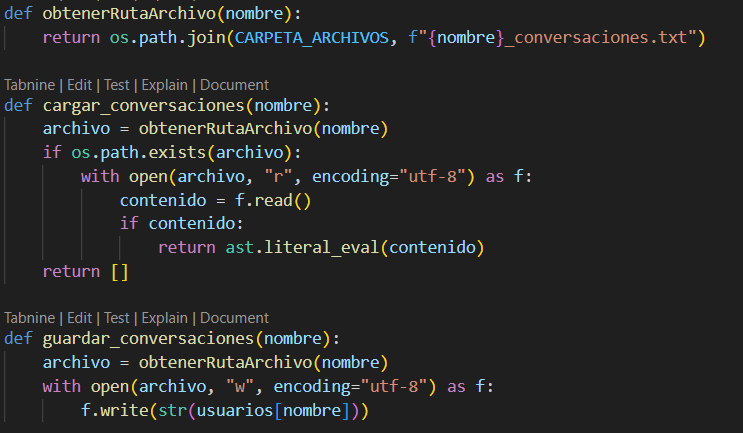 def obtenerRutaArchivo(nombre):
    return os.path.join(CARPETA_ARCHIVOS, f"{nombre}_conversaciones.txt")
Tabnine | Edit | Test | Explain | Document
def cargar_conversaciones(nombre):
    archivo = obtenerRutaArchivo(nombre)
    if os.path.exists(archivo):
        with open(archivo, "r", encoding="utf-8") as f:
            contenido = f.read()
            if contenido:
                return ast.literal_eval(contenido)
    return []
Tabnine | Edit | Test | Explain | Document
def guardar_conversaciones(nombre):
    archivo = obtenerRutaArchivo(nombre)
    with open(archivo, "w", encoding="utf-8") as f:
        f.write(str(usuarios[nombre]))